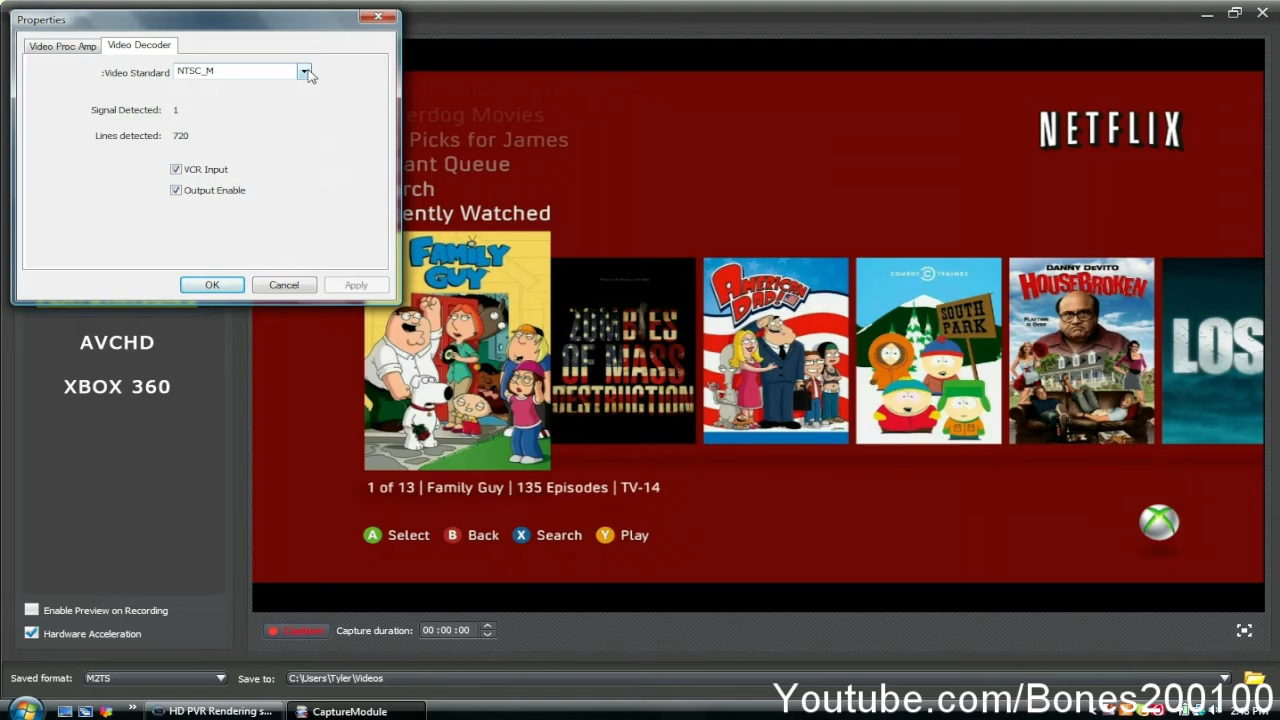 Properties
Video Proc Amp
Video Decoder
:Video Standard
NTSC_M
Signal Detected: 1
Lines detected: 720
VCR Input
Output Enable
OK
Cancel
Apply
AVCHD
XBOX 360
erdog Movies
Picks for James
ant Queue
rch
ently Watched
NETFLIX
FAMILY
GUY
ZOMBIES
OF MASS
DESTRUCTION
AMERICAN
DAD!
COMEDY CENTRAL
SOUTH
PARK
DANNY DEVITO
HOUSEBROKEN
LOS
1 of 13 | Family Guy | 135 Episodes | TV-14
A Select
B Back
X Search
Y Play
Enable Preview on Recording
Hardware Acceleration
Capture
Capture duration: 00 :00 :00
Saved format: M2TS
Save to: C:\Users\Tyler\Videos
Youtube.com/Bones200100
HD PVR Rendering s...
CaptureModule